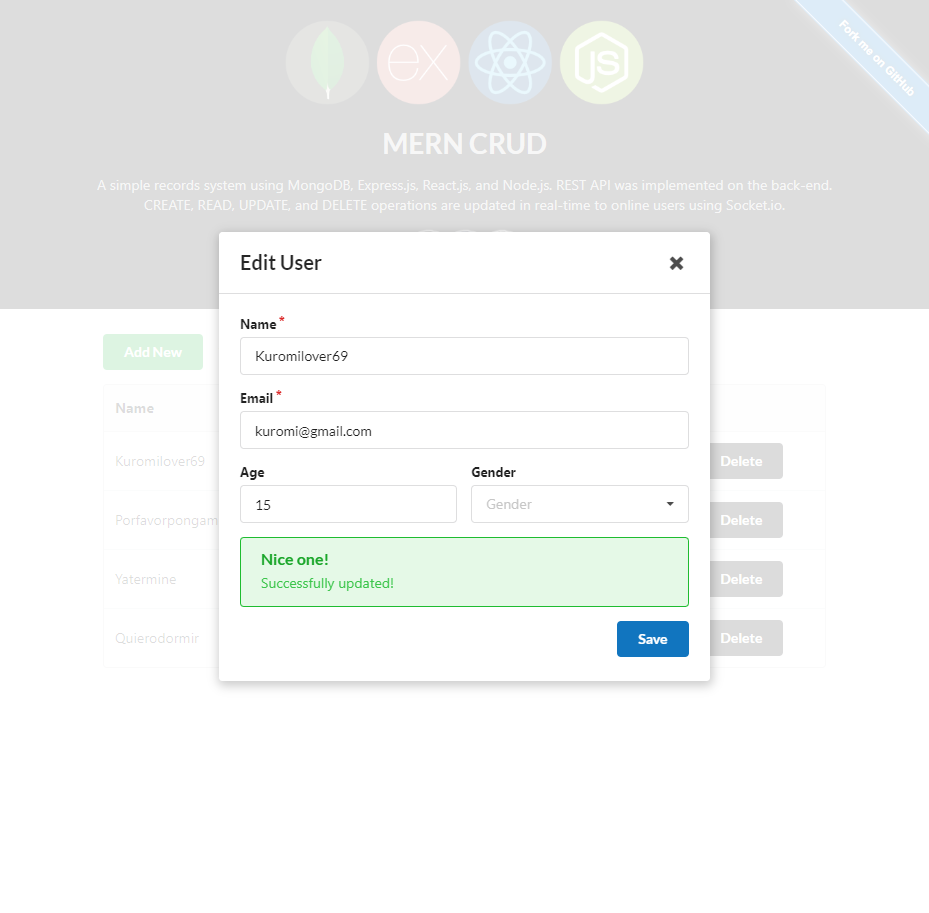 ex
JS
Fork me on GitHub
MERN CRUD
A simple records system using MongoDB, Express.js, React.js, and Node.js. REST API was implemented on the back-end.
CREATE, READ, UPDATE, and DELETE operations are updated in real-time to online users using Socket.io.
Edit User
Name*
Kuromilover69
Email*
kuromi@gmail.com
Age
Gender
15
Gender
Nice one!
Successfully updated!
Save
Add New
Name
Kuromilover69
Delete
Porfavorpongam
Delete
Yatermine
Delete
Quierodormir
Delete